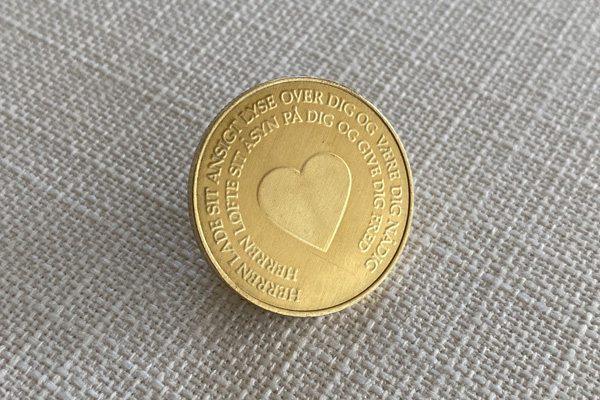 HERREN LADE SIT ANSIGT LYSE OVER DIG OG VÆRE DIG NÅDIG
HERREN LØFTE SIT ÅSYN PÅ DIG OG GIVE DIG FRED